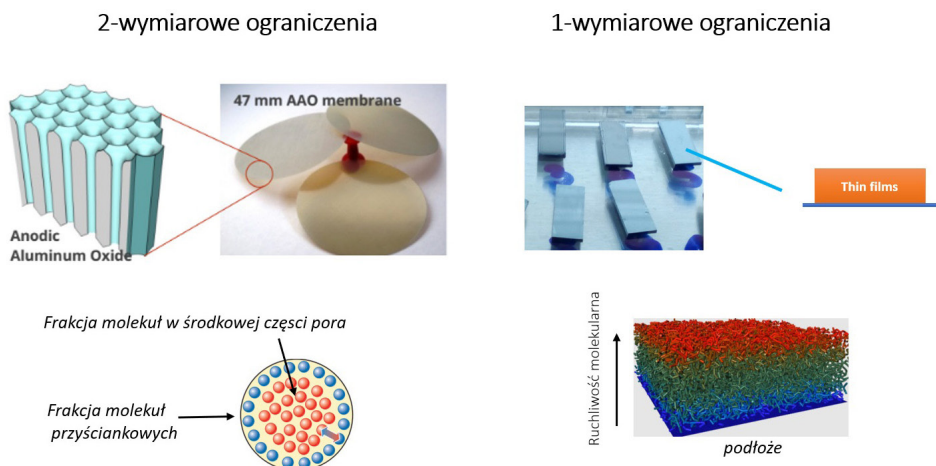 2-wymiarowe ograniczenia
1-wymiarowe ograniczenia
47 mm AAO membrane
Anodic
Aluminum Oxide
Thin films
Frakcja molekuł w środkowej częsci pora
Frakcja molekuł
przyściankowych
Ruchliwość molekularna
podłoże